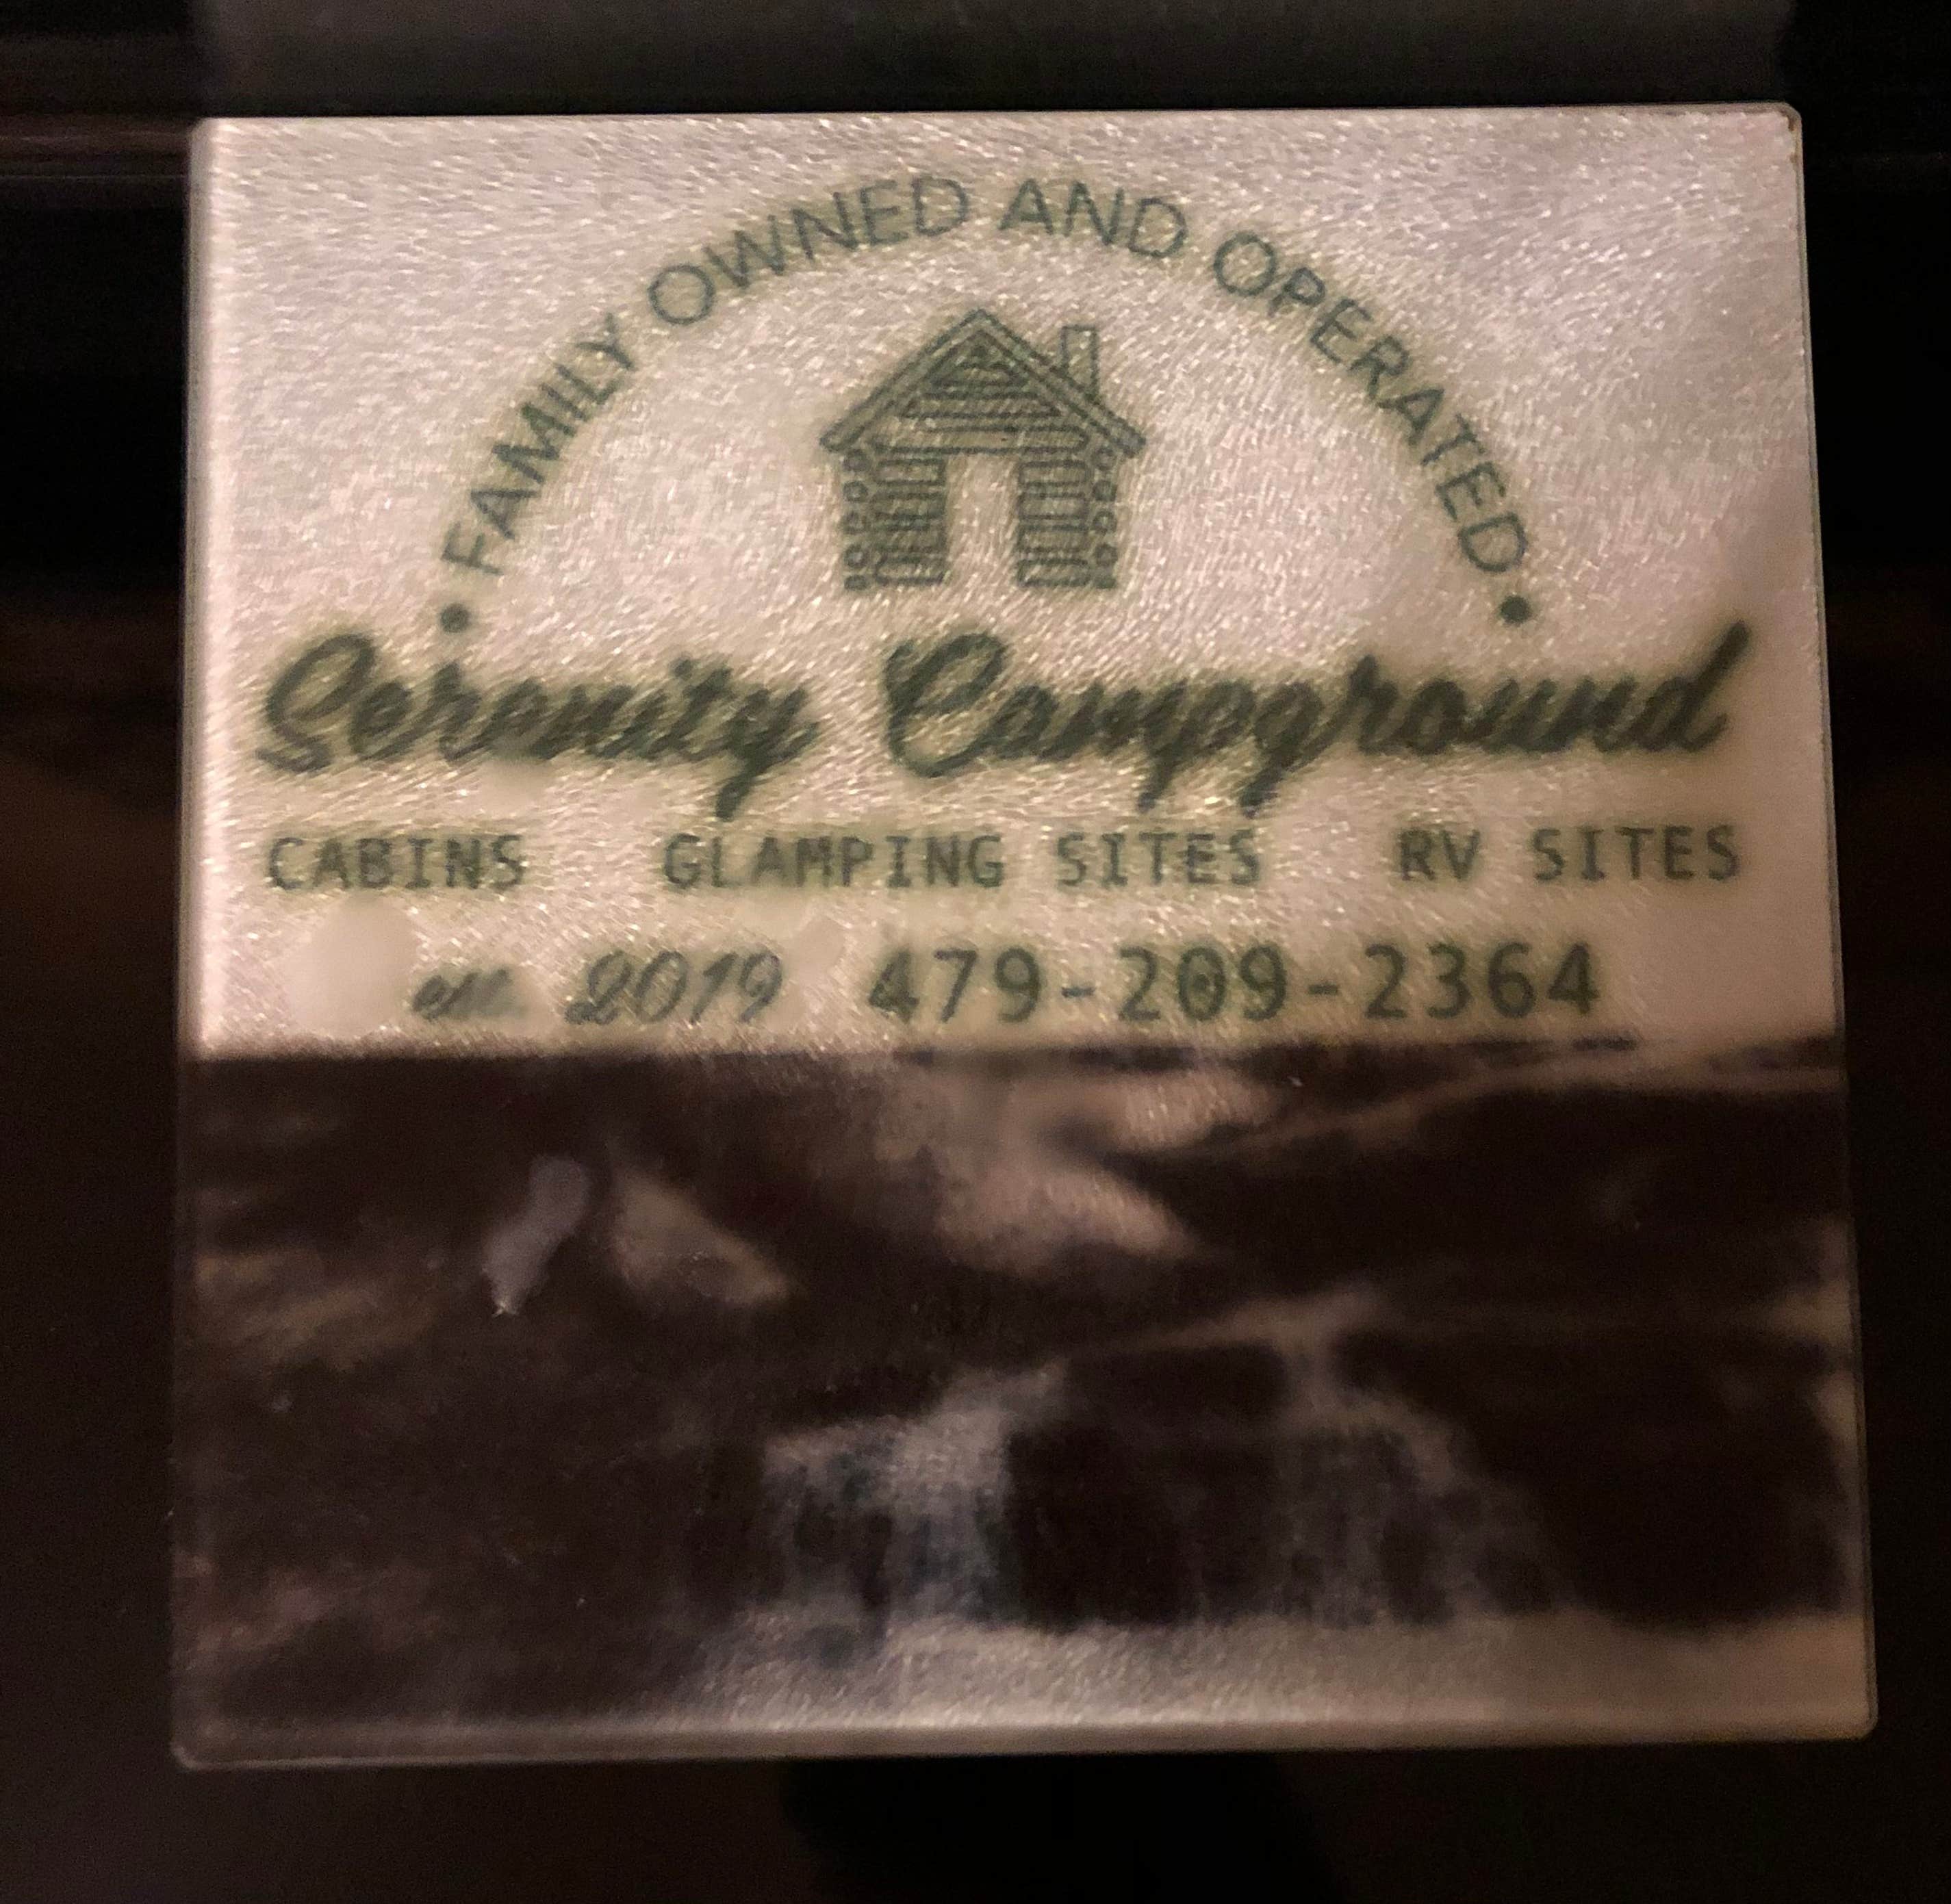 • FAMILY OWNED AND OPERATED •
Serenity Campground
CABINS GLAMPING SITES RV SITES
est. 2019 479-209-2364